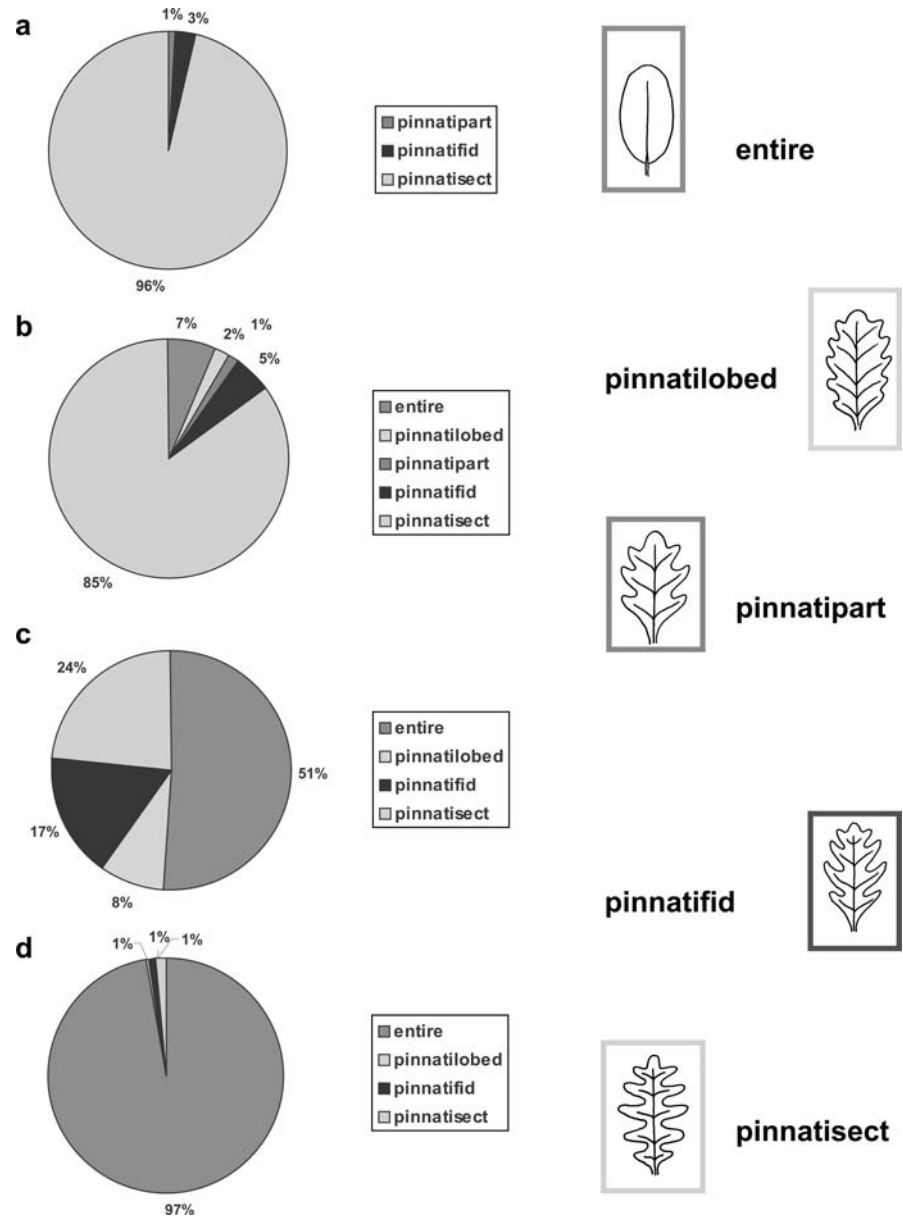 a
1% 3%
96%
pinnatipart
pinnatifid
pinnatisect
entire
b
7% 2% 1%
5%
85%
entire
pinnatilobed
pinnatipart
pinnatifid
pinnatisect
pinnatilobed
pinnatipart
c
24%
51%
17%
8%
entire
pinnatilobed
pinnatifid
pinnatisect
pinnatifid
d
1% 1% 1%
97%
entire
pinnatilobed
pinnatifid
pinnatisect
pinnatisect